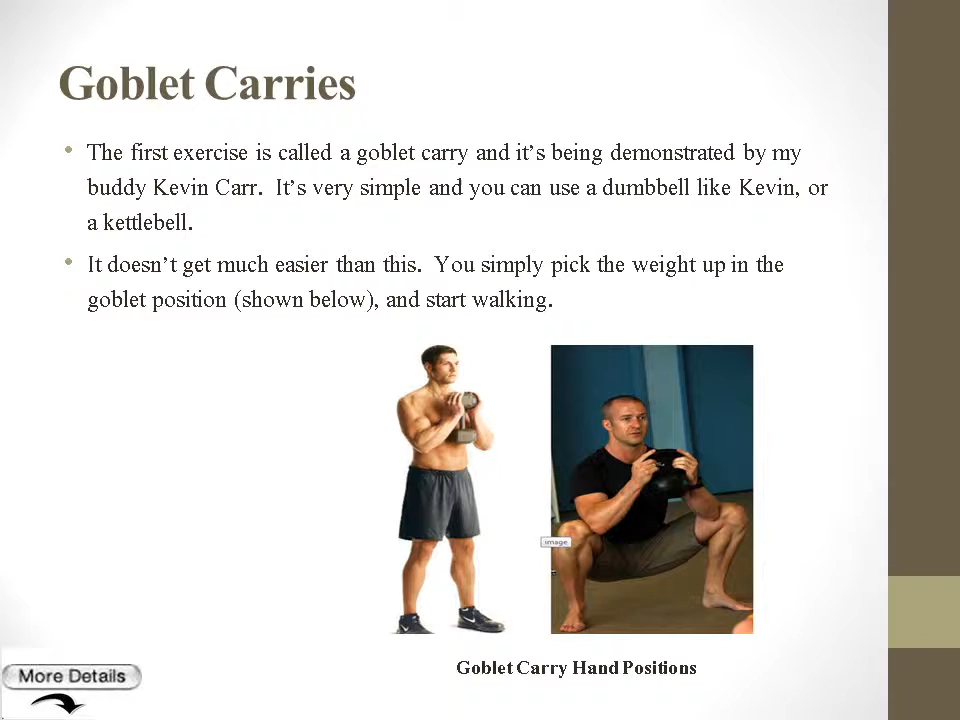 Goblet Carries
• The first exercise is called a goblet carry and it’s being demonstrated by my
buddy Kevin Carr.  It’s very simple and you can use a dumbbell like Kevin, or
a kettlebell.
• It doesn’t get much easier than this.  You simply pick the weight up in the
goblet position (shown below), and start walking.
image
Goblet Carry Hand Positions
More Details